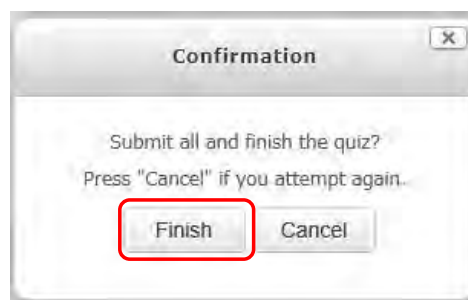 Confirmation
Submit all and finish the quiz?
Press "Cancel" if you attempt again.
Finish Cancel